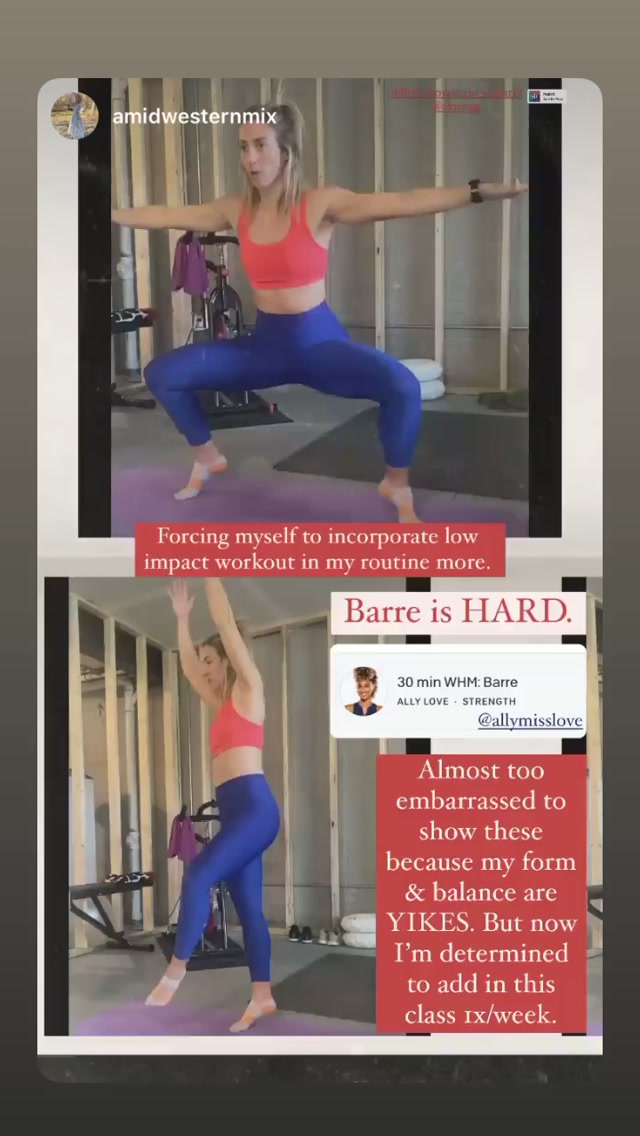 amidwesternmix
Forcing myself to incorporate low
impact workout in my routine more.
Barre is HARD.
30 min WHM: Barre
ALLY LOVE · STRENGTH
@allymisslove
Almost too
embarrassed to
show these
because my form
& balance are
YIKES. But now
I'm determined
to add in this
class 1x/week.